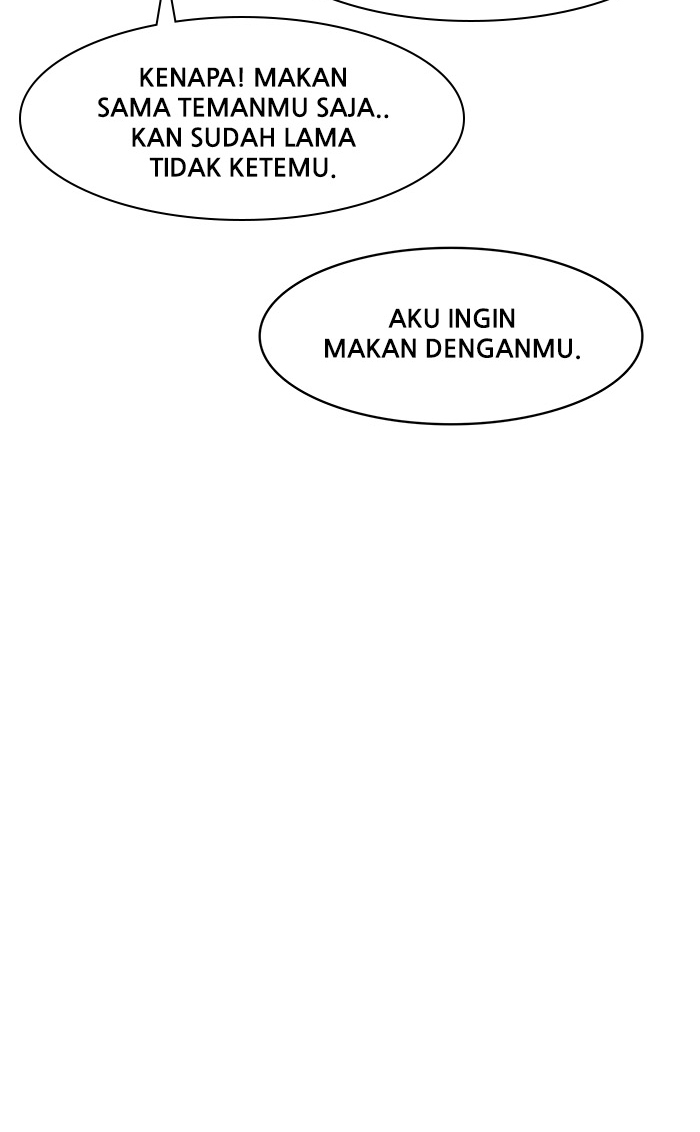 KENAPA! MAKAN
SAMA TEMANMU SAJA..
KAN SUDAH LAMA
TIDAK KETEMU.
AKU INGIN
MAKAN DENGANMU.